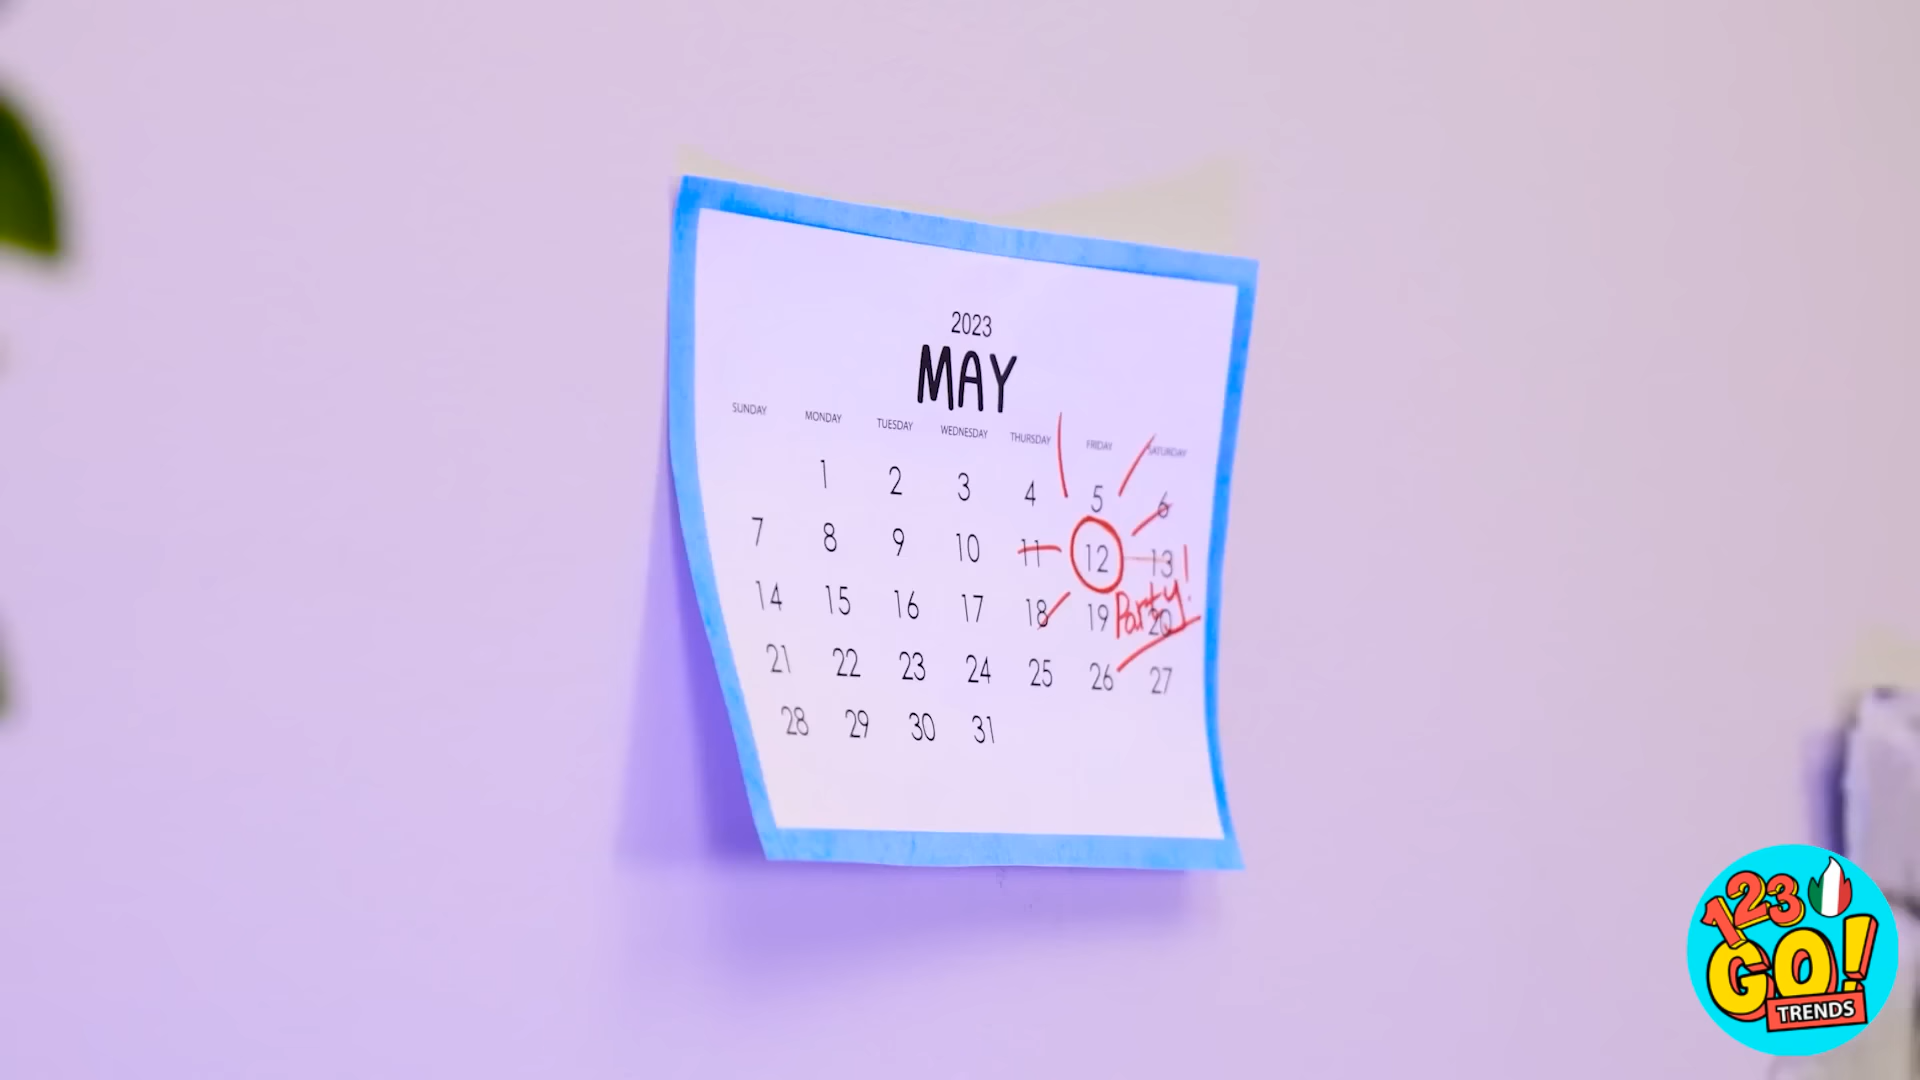 2023
MAY
SUNDAY MONDAY TUESDAY WEDNESDAY THURSDAY FRIDAY SATURDAY
1 2 3 4 5 6
7 8 9 10 11 12 13
14 15 16 17 18 19 20
Party!
21 22 23 24 25 26 27
28 29 30 31
123
GO!
TRENDS